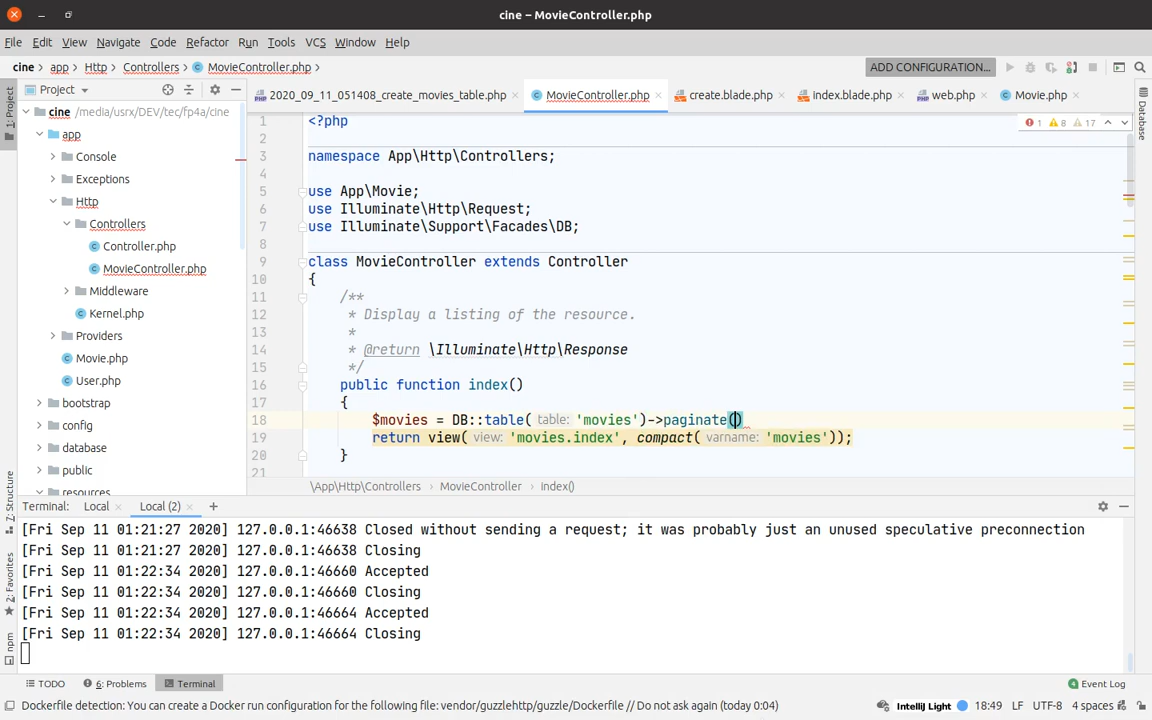 cine – MovieController.php
File Edit View Navigate Code Refactor Run Tools VCS Window Help
cine app Http Controllers MovieController.php
ADD CONFIGURATION...
Project
2020_09_11_051408_create_movies_table.php MovieController.php create.blade.php index.blade.php web.php Movie.php
1: Project
Database
cine /media/usrx/DEV/tec/fp4a/cine
app
Console
Exceptions
Http
Controllers
Controller.php
MovieController.php
Middleware
Kernel.php
Providers
Movie.php
User.php
bootstrap
config
database
public
resources
1 8 17
1 <?php
2
3 namespace App\Http\Controllers;
4
5 use App\Movie;
6 use Illuminate\Http\Request;
7 use Illuminate\Support\Facades\DB;
8
9 class MovieController extends Controller
10 {
11 /**
12 * Display a listing of the resource.
13 *
14 * @return \Illuminate\Http\Response
15 */
16 public function index()
17 {
18 $movies = DB::table( table: 'movies')->paginate()
19 return view( view: 'movies.index', compact( varname: 'movies'));
20 }
21
\App\Http\Controllers MovieController index()
Terminal: Local Local (2)
[Fri Sep 11 01:21:27 2020] 127.0.0.1:46638 Closed without sending a request; it was probably just an unused speculative preconnection
[Fri Sep 11 01:21:27 2020] 127.0.0.1:46638 Closing
[Fri Sep 11 01:22:34 2020] 127.0.0.1:46660 Accepted
[Fri Sep 11 01:22:34 2020] 127.0.0.1:46660 Closing
[Fri Sep 11 01:22:34 2020] 127.0.0.1:46664 Accepted
[Fri Sep 11 01:22:34 2020] 127.0.0.1:46664 Closing
7: Structure
2: Favorites
npm
TODO 6: Problems Terminal
Event Log
Dockerfile detection: You can create a Docker run configuration for the following file: vendor/guzzlehttp/guzzle/Dockerfile // Do not ask again (today 0:04)
IntelliJ Light 18:49 LF UTF-8 4 spaces